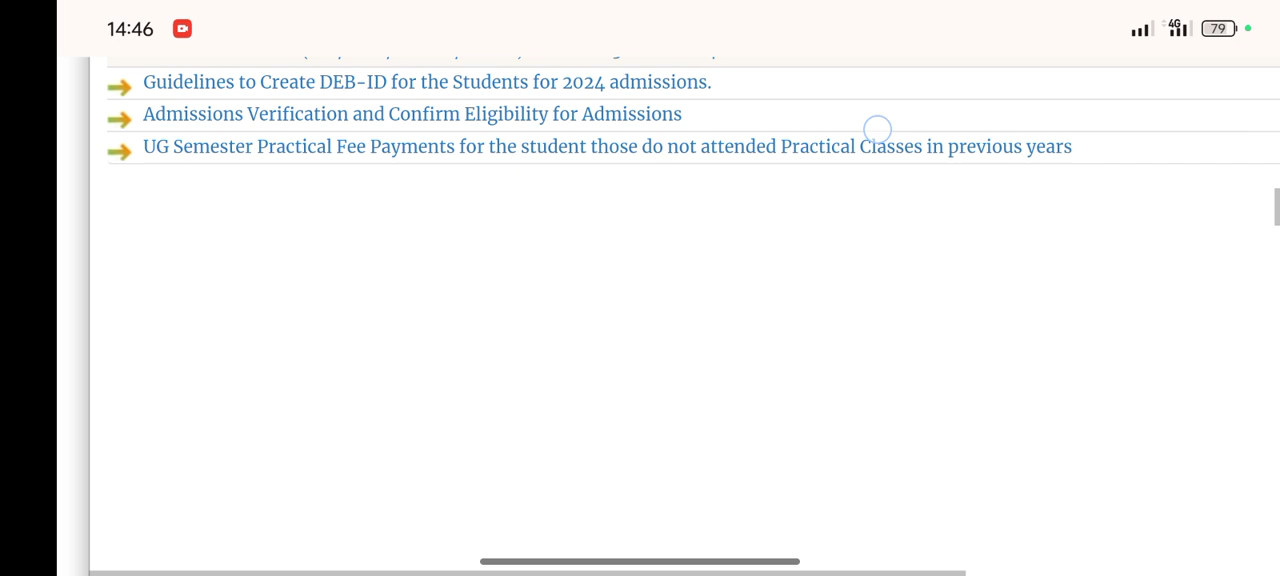 14:46
4G
79
Guidelines to Create DEB-ID for the Students for 2024 admissions.
Admissions Verification and Confirm Eligibility for Admissions
UG Semester Practical Fee Payments for the student those do not attended Practical Classes in previous years